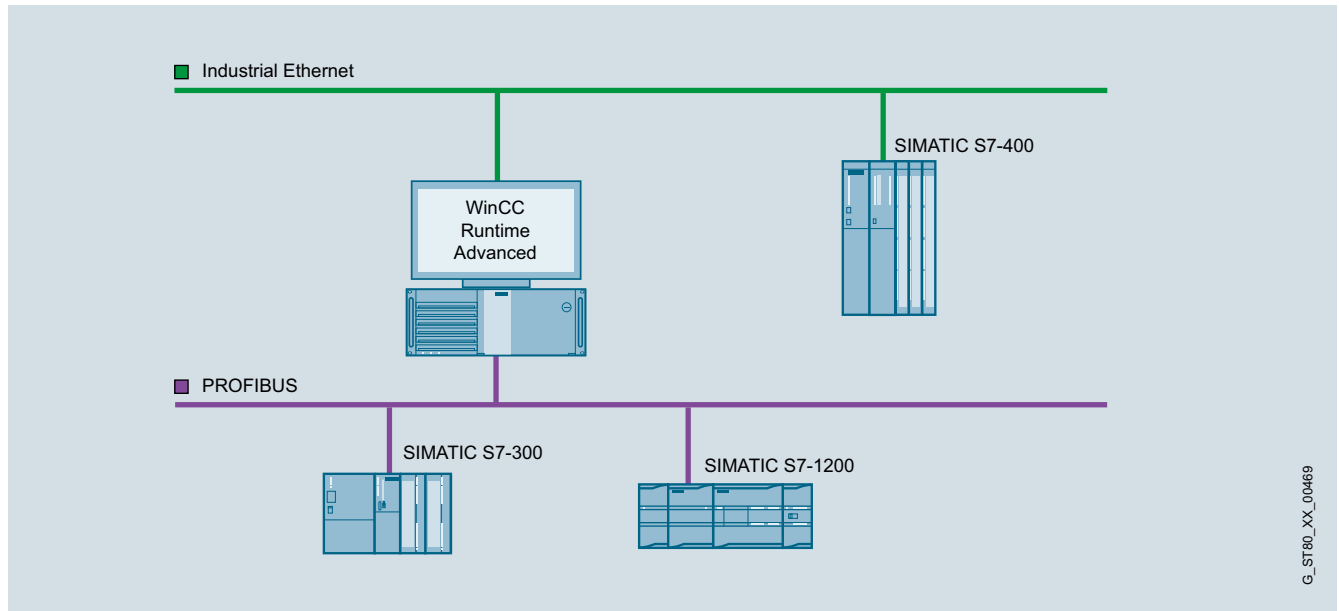 Industrial Ethernet
SIMATIC S7-400
WinCC
Runtime
Advanced
PROFIBUS
SIMATIC S7-300
SIMATIC S7-1200
G_ST80_XX_00469